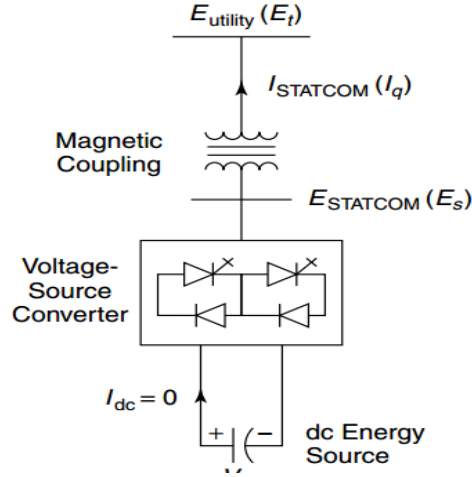 E_utility (E_t)
I_STATCOM (I_q)
Magnetic
Coupling
E_STATCOM (E_s)
Voltage-
Source
Converter
I_dc = 0
+ −
dc Energy
Source